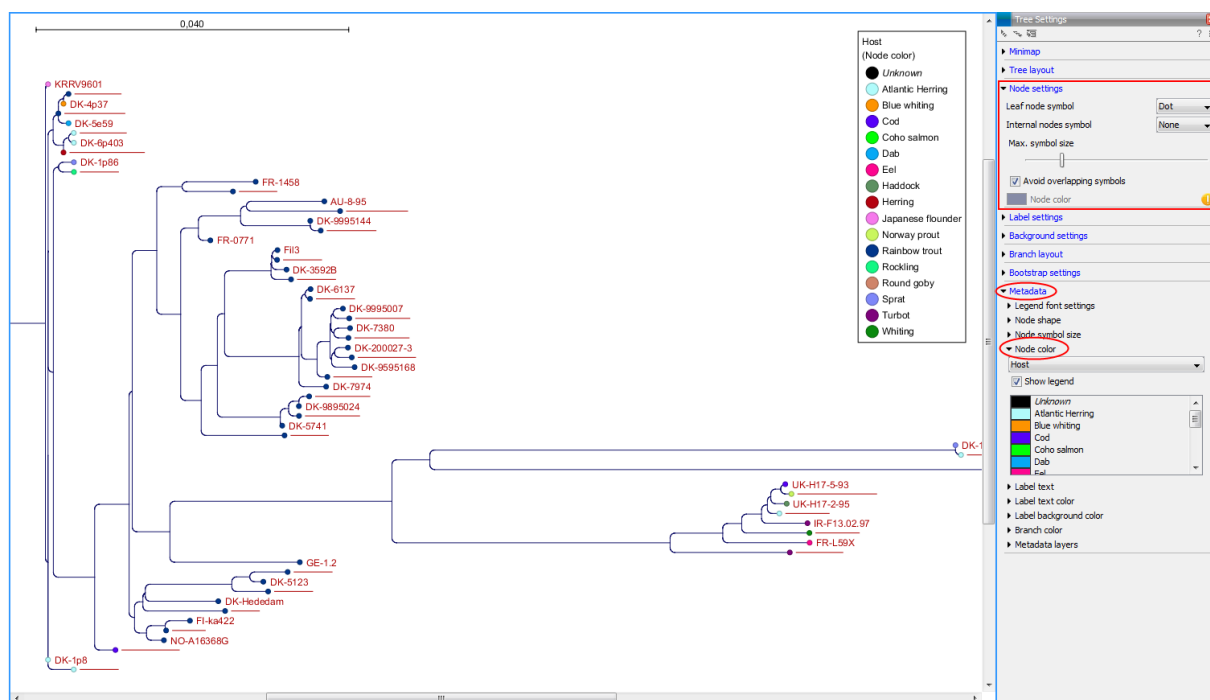 0,040
KRRV9601
DK-4p37
DK-5e59
DK-6p403
DK-1p86
FR-1458
AU-8-95
DK-9995144
FR-0771
Fil3
DK-3592B
DK-6137
DK-9995007
DK-7380
DK-200027-3
DK-9595168
DK-7974
DK-9895024
DK-5741
DK-1
UK-H17-5-93
UK-H17-2-95
IR-F13.02.97
FR-L59X
GE-1.2
DK-5123
DK-Hededam
FI-ka422
NO-A16368G
DK-1p8
Host
(Node color)
Unknown
Atlantic Herring
Blue whiting
Cod
Coho salmon
Dab
Eel
Haddock
Herring
Japanese flounder
Norway prout
Rainbow trout
Rockling
Round goby
Sprat
Turbot
Whiting
Tree Settings
?
Minimap
Tree layout
Node settings
Leaf node symbol Dot
Internal nodes symbol None
Max. symbol size
Avoid overlapping symbols
Node color
Label settings
Background settings
Branch layout
Bootstrap settings
Metadata
Legend font settings
Node shape
Node symbol size
Node color
Host
Show legend
Unknown
Atlantic Herring
Blue whiting
Cod
Coho salmon
Dab
Eel
Label text
Label text color
Label background color
Branch color
Metadata layers